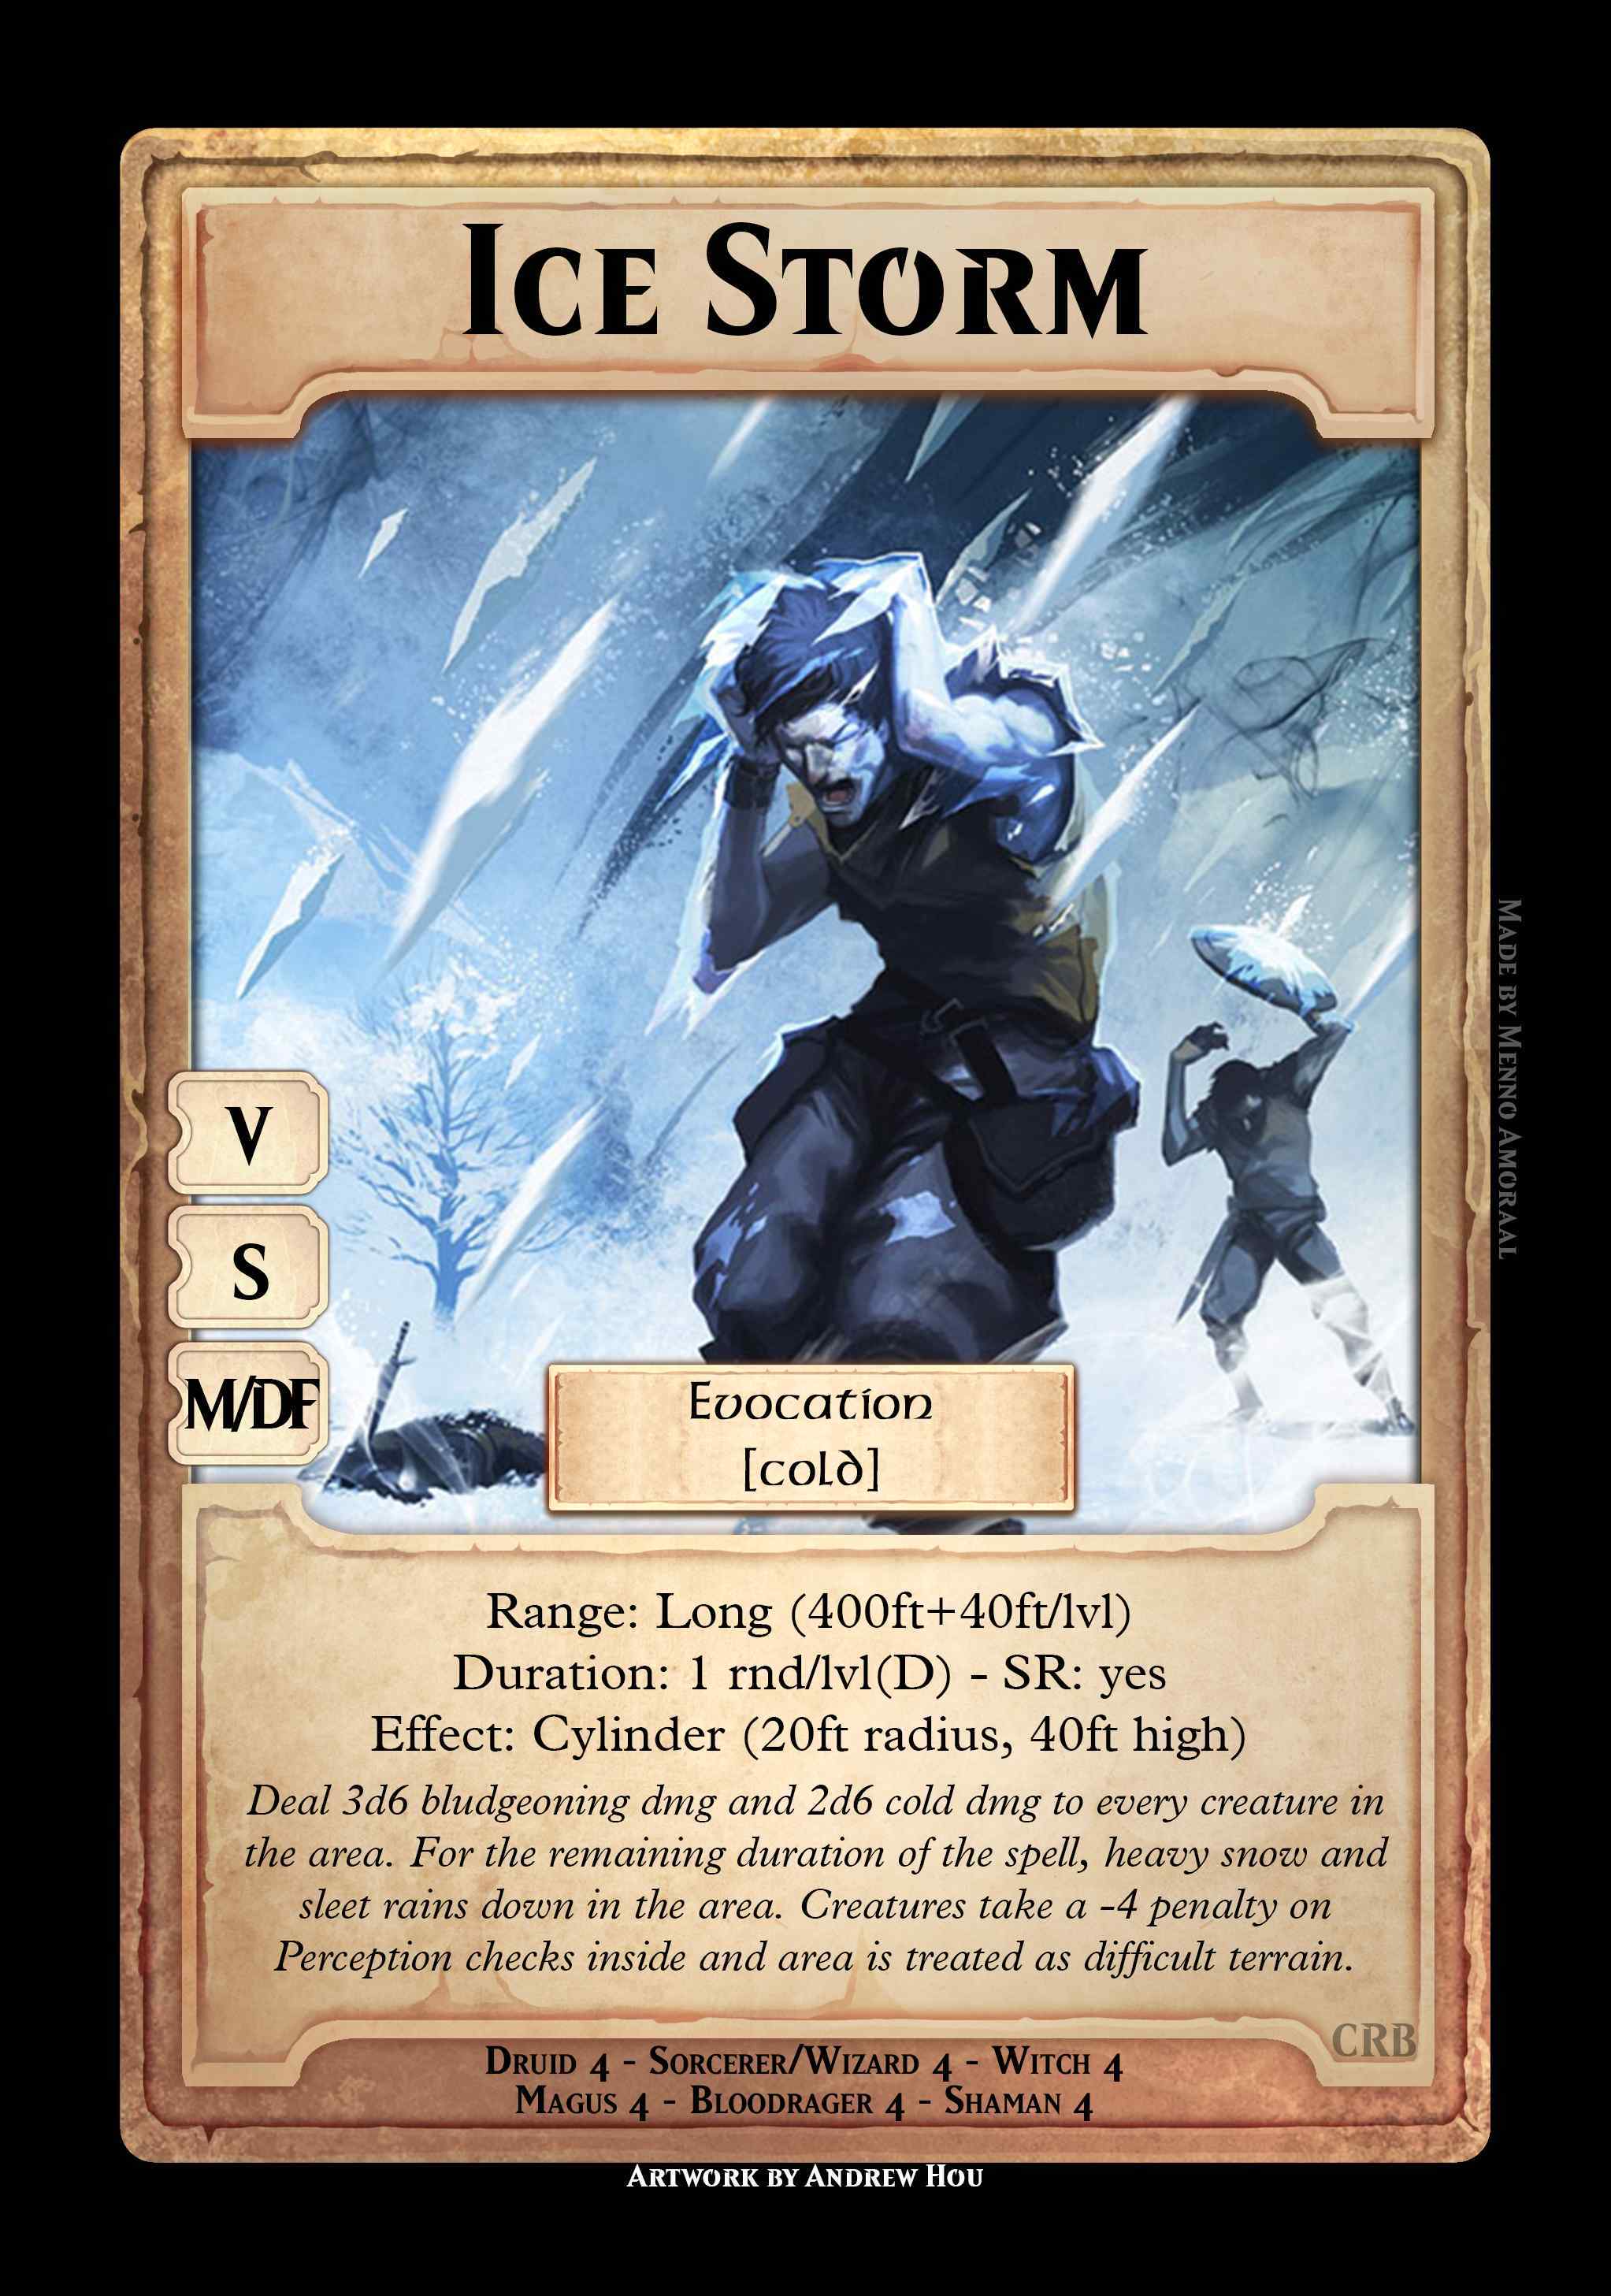 Ice Storm
V
S
M/DF
Evocation
[cold]
Range: Long (400ft+40ft/lvl)
Duration: 1 rnd/lvl(D) - SR: yes
Effect: Cylinder (20ft radius, 40ft high)
Deal 3d6 bludgeoning dmg and 2d6 cold dmg to every creature in
the area. For the remaining duration of the spell, heavy snow and
sleet rains down in the area. Creatures take a -4 penalty on
Perception checks inside and area is treated as difficult terrain.
CRB
Druid 4 - Sorcerer/Wizard 4 - Witch 4
Magus 4 - Bloodrager 4 - Shaman 4
Artwork by Andrew Hou
Made by Menno Amoraal